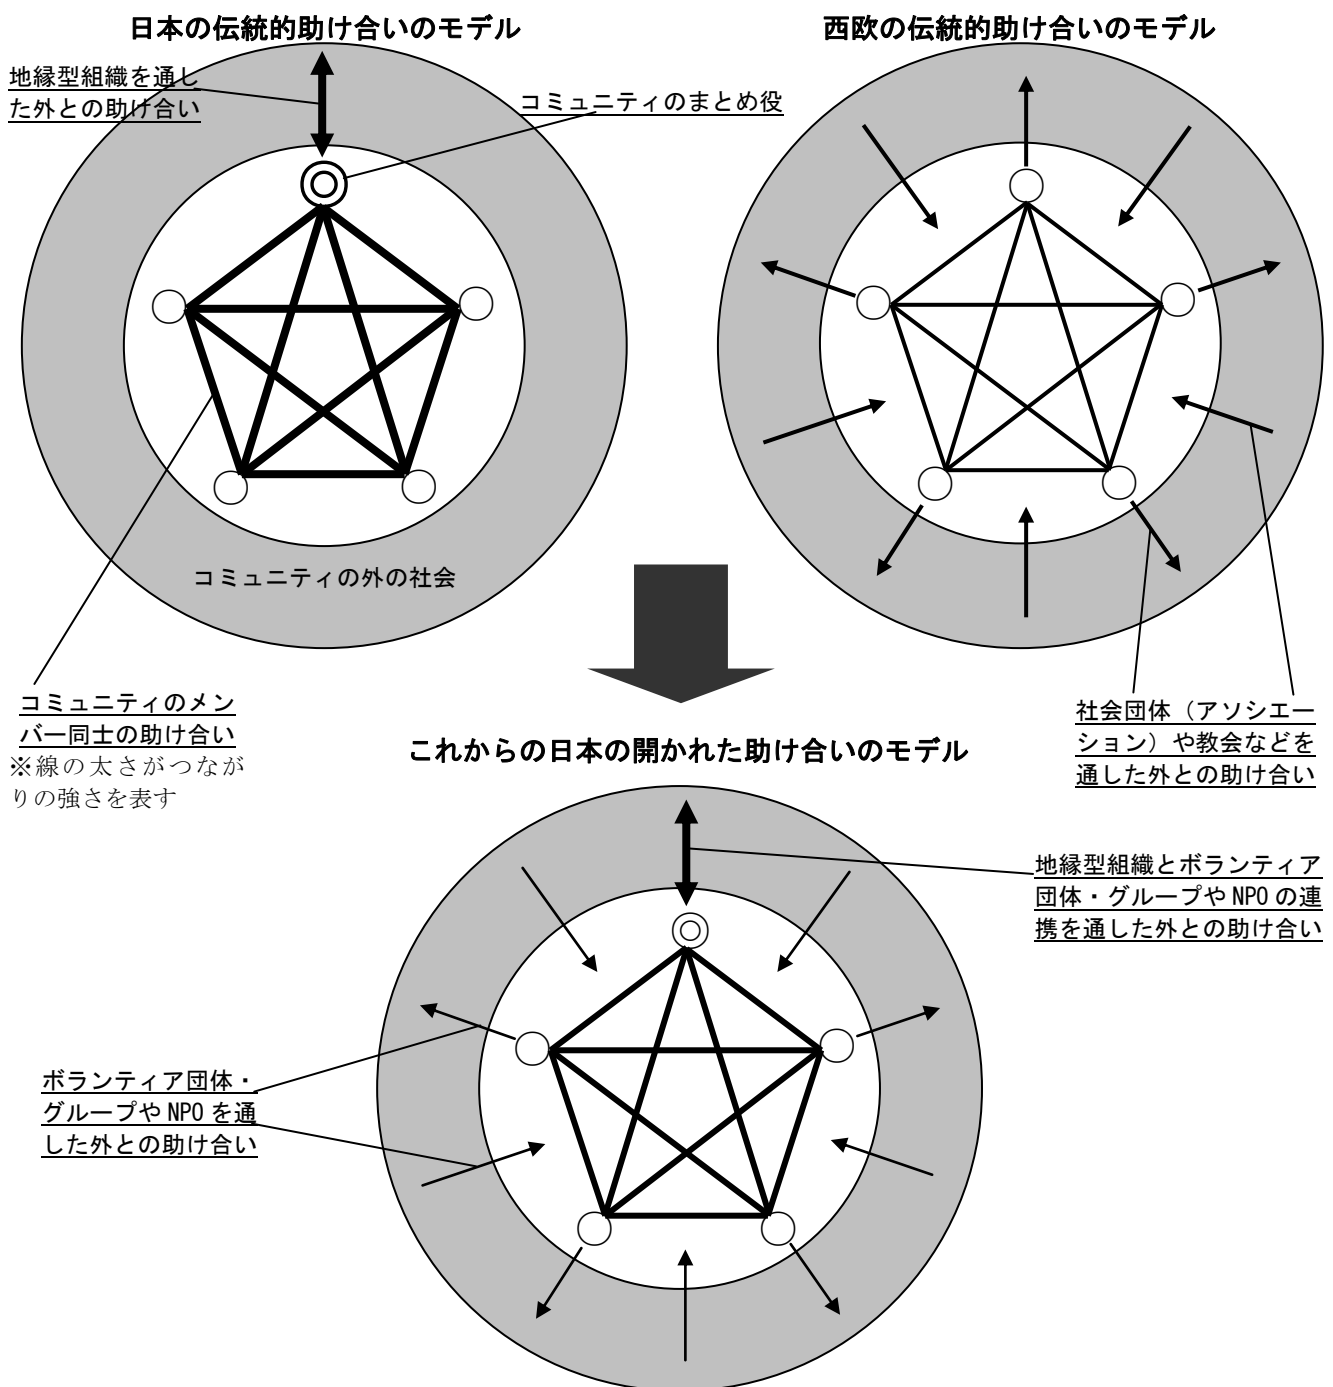 日本の伝統的助け合いのモデル
西欧の伝統的助け合いのモデル
地縁型組織を通し
た外との助け合い
コミュニティのまとめ役
コミュニティの外の社会
コミュニティのメン
バー同士の助け合い
※線の太さがつなが
りの強さを表す
社会団体（アソシエー
ション）や教会などを
通した外との助け合い
これからの日本の開かれた助け合いのモデル
地縁型組織とボランティア
団体・グループや NPO の連
携を通した外との助け合い
ボランティア団体・
グループや NPO を通
した外との助け合い